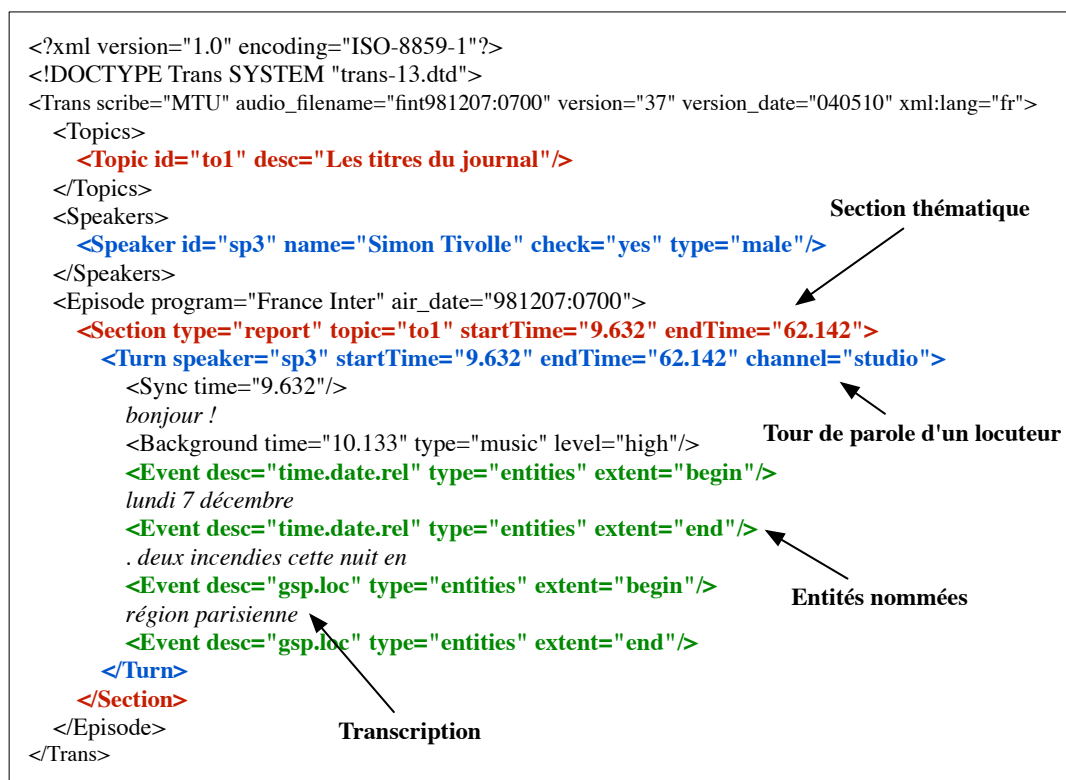 <?xml version="1.0" encoding="ISO-8859-1"?>
<!DOCTYPE Trans SYSTEM "trans-13.dtd">
<Trans scribe="MTU" audio_filename="fint981207:0700" version="37" version_date="040510" xml:lang="fr">
<Topics>
<Topic id="to1" desc="Les titres du journal"/>
</Topics>
<Speakers>
Section thématique
<Speaker id="sp3" name="Simon Tivolle" check="yes" type="male"/>
</Speakers>
<Episode program="France Inter" air_date="981207:0700">
<Section type="report" topic="to1" startTime="9.632" endTime="62.142">
<Turn speaker="sp3" startTime="9.632" endTime="62.142" channel="studio">
<Sync time="9.632"/>
bonjour !
Tour de parole d'un locuteur
<Background time="10.133" type="music" level="high"/>
<Event desc="time.date.rel" type="entities" extent="begin"/>
lundi 7 décembre
<Event desc="time.date.rel" type="entities" extent="end"/>
. deux incendies cette nuit en
<Event desc="gsp.loc" type="entities" extent="begin"/>
Entités nommées
région parisienne
<Event desc="gsp.loc" type="entities" extent="end"/>
</Turn>
</Section>
Transcription
</Episode>
</Trans>